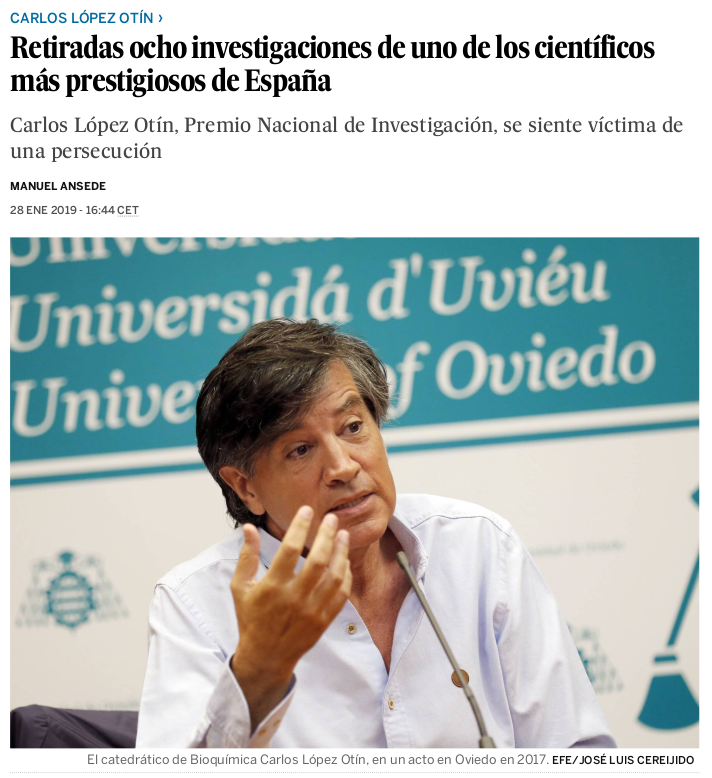 CARLOS LÓPEZ OTÍN ›
Retiradas ocho investigaciones de uno de los científicos
más prestigiosos de España
Carlos López Otín, Premio Nacional de Investigación, se siente víctima de
una persecución
MANUEL ANSEDE
28 ENE 2019 - 16:44 CET
Universidá d'Uviéu
of Oviedo
El catedrático de Bioquímica Carlos López Otín, en un acto en Oviedo en 2017. EFE/JOSÉ LUIS CEREIJIDO